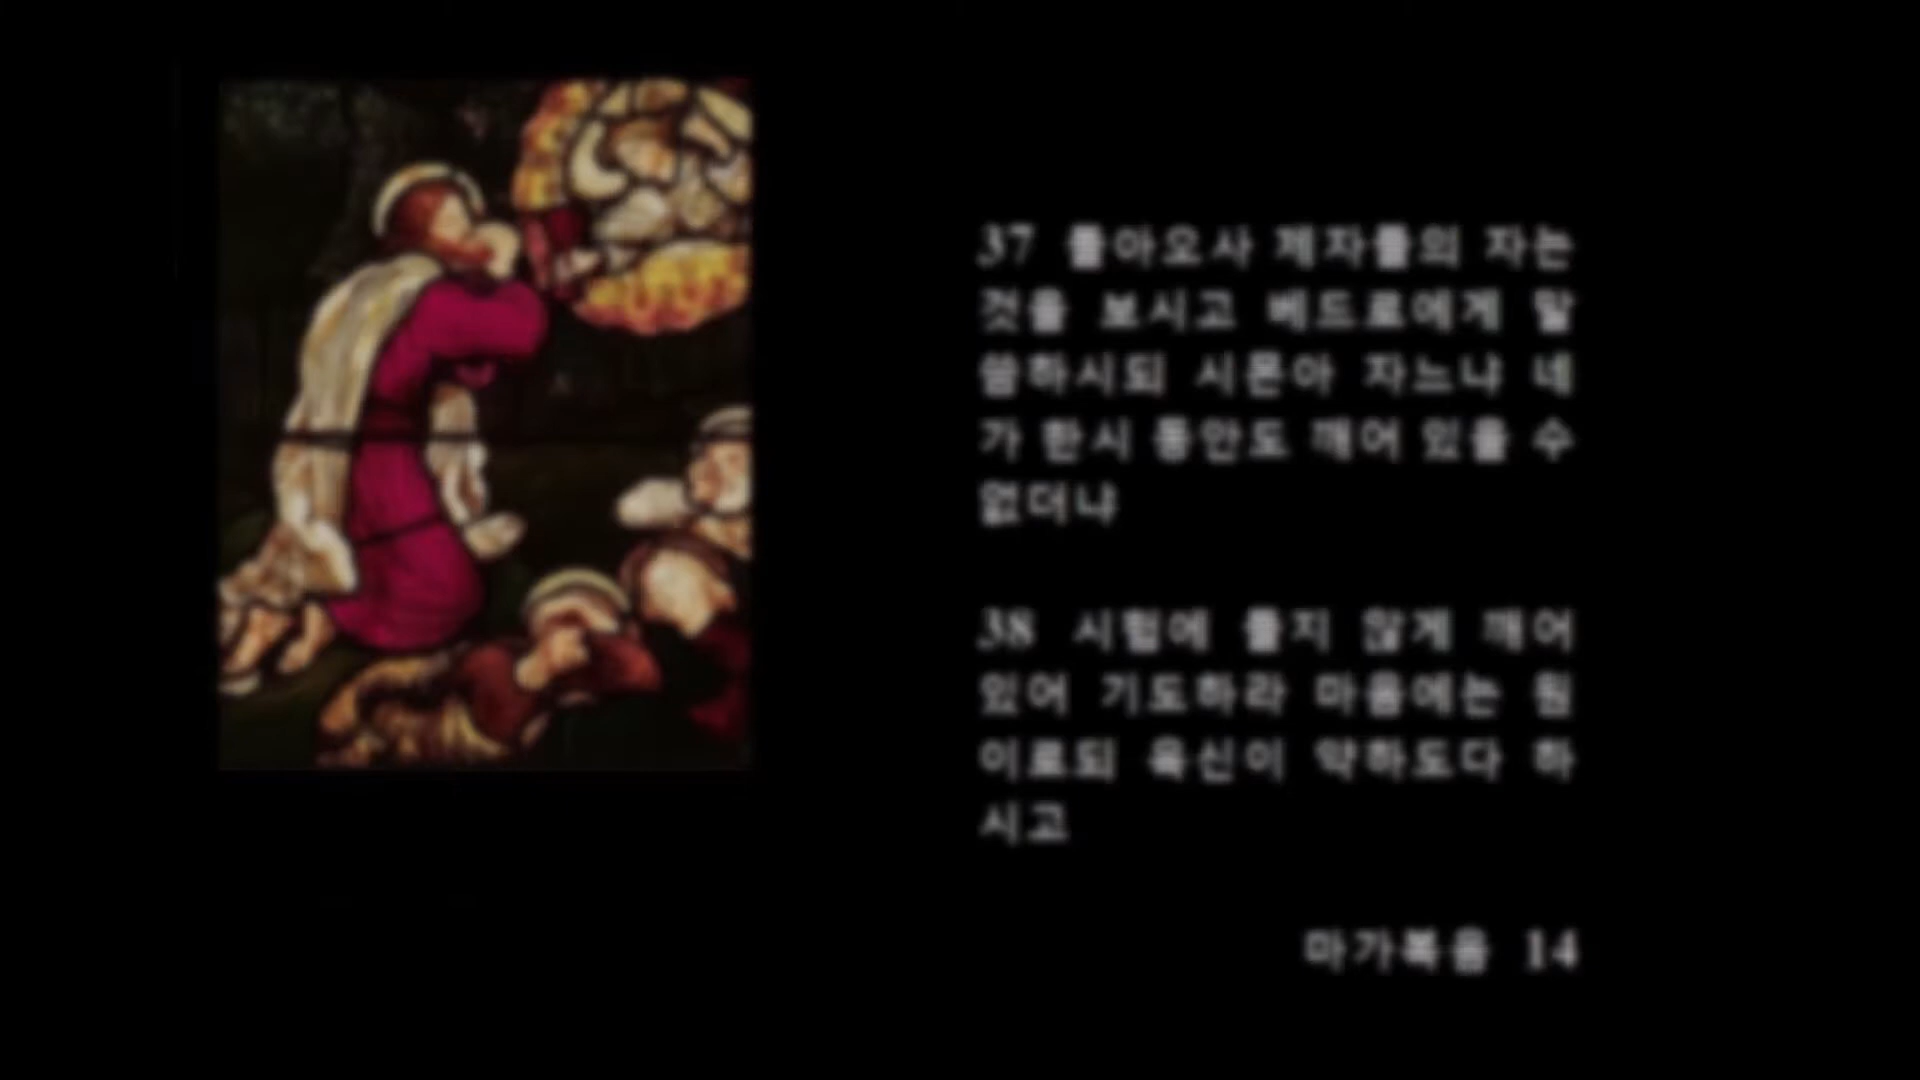 37 돌아오사 제자들의 자는
것을 보시고 베드로에게 말
씀하시되 시몬아 자느냐 네
가 한시 동안도 깨어 있을 수
없더냐
38 시험에 들지 않게 깨어
있어 기도하라 마음에는 원
이로되 육신이 약하도다 하
시고
마가복음 14